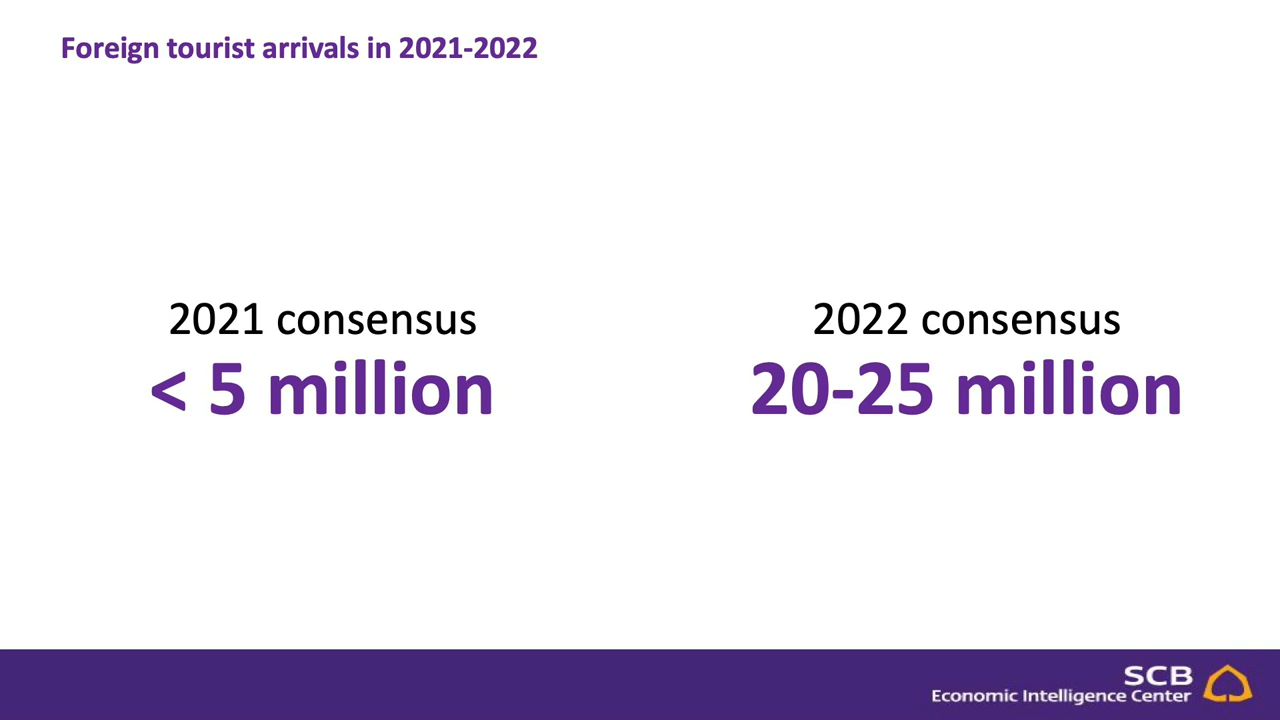 Foreign tourist arrivals in 2021-2022
2021 consensus
< 5 million
2022 consensus
20-25 million
SCB
Economic Intelligence Center